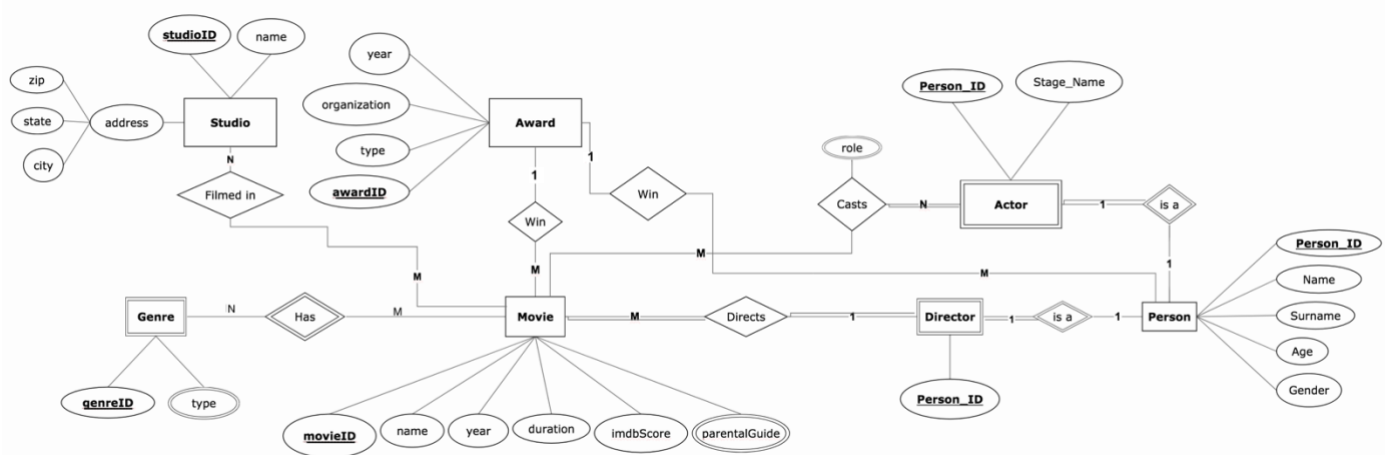 studioID
name
year
zip
organization
Person_ID
Stage_Name
state
address
Studio
Award
city
type
role
N
1
1
awardID
Win
Filmed in
Win
Casts
N
Actor
1
is a
M
M
M
M
1
Person_ID
Name
Genre
N
Has
M
Movie
M
Directs
1
Director
1
is a
1
Person
Surname
Age
Gender
genreID
type
movieID
name
year
duration
imdbScore
parentalGuide
Person_ID